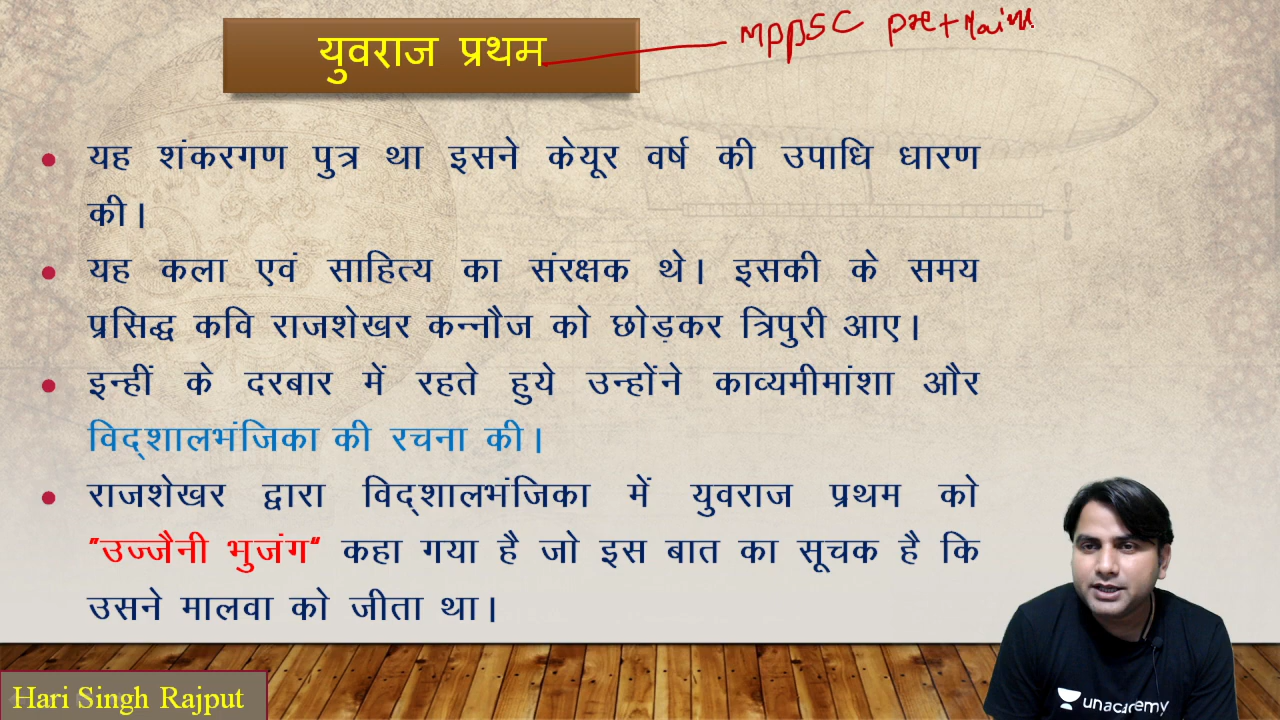 युवराज प्रथम
MPPSC pre + Mains
• यह शंकरगण पुत्र था इसने केयूर वर्ष की उपाधि धारण
की।
• यह कला एवं साहित्य का संरक्षक थे। इसकी के समय
प्रसिद्ध कवि राजशेखर कन्नौज को छोड़कर त्रिपुरी आए।
• इन्हीं के दरबार में रहते हुये उन्होंने काव्यमीमांशा और
विद्शालभंजिका की रचना की।
• राजशेखर द्वारा विद्शालभंजिका में युवराज प्रथम को
"उज्जैनी भुजंग" कहा गया है जो इस बात का सूचक है कि
उसने मालवा को जीता था।
Hari Singh Rajput
unacademy